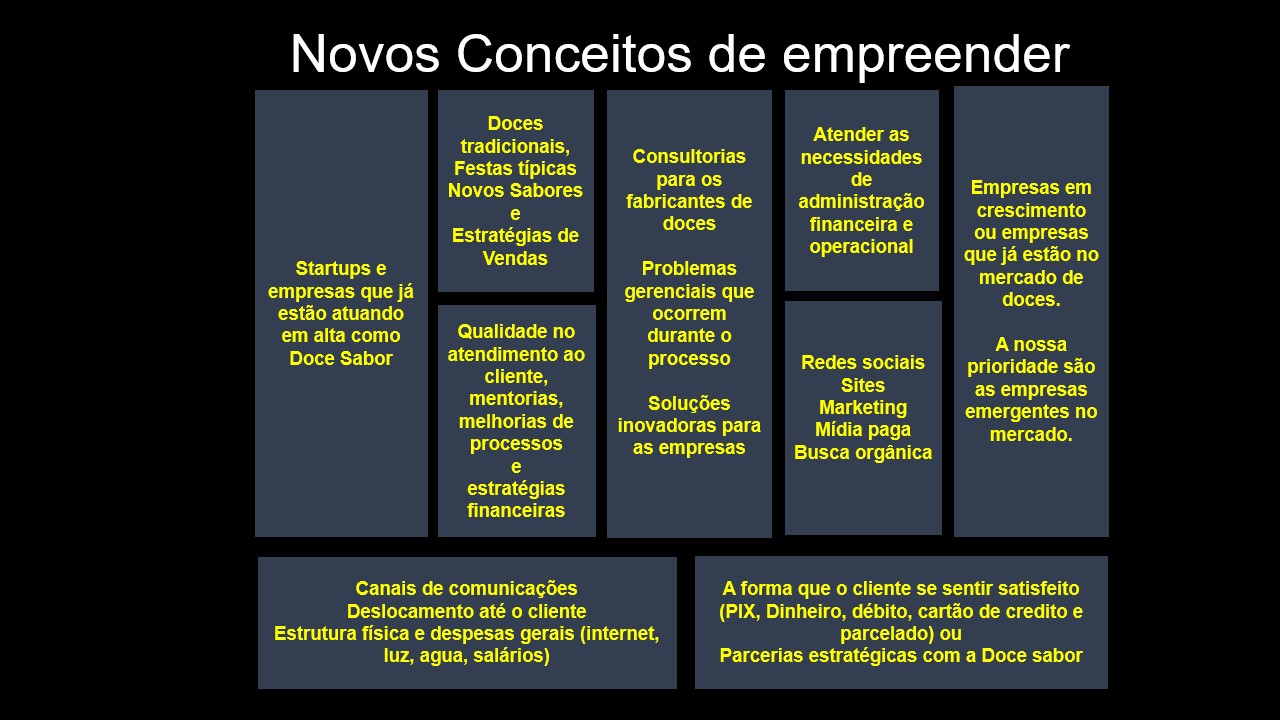 Novos Conceitos de empreender
Startups e
empresas que já
estão atuando
em alta como
Doce Sabor
Doces
tradicionais,
Festas típicas
Novos Sabores
e
Estratégias de
Vendas
Qualidade no
atendimento ao
cliente,
mentorias,
melhorias de
processos
e
estratégias
financeiras
Consultorias
para os
fabricantes de
doces
Problemas
gerenciais que
ocorrem
durante o
processo
Soluções
inovadoras para
as empresas
Atender as
necessidades
de
administração
financeira e
operacional
Redes sociais
Sites
Marketing
Mídia paga
Busca orgânica
Empresas em
crescimento
ou empresas
que já estão no
mercado de
doces.
A nossa
prioridade são
as empresas
emergentes no
mercado.
Canais de comunicações
Deslocamento até o cliente
Estrutura física e despesas gerais (internet,
luz, agua, salários)
A forma que o cliente se sentir satisfeito
(PIX, Dinheiro, débito, cartão de credito e
parcelado) ou
Parcerias estratégicas com a Doce sabor